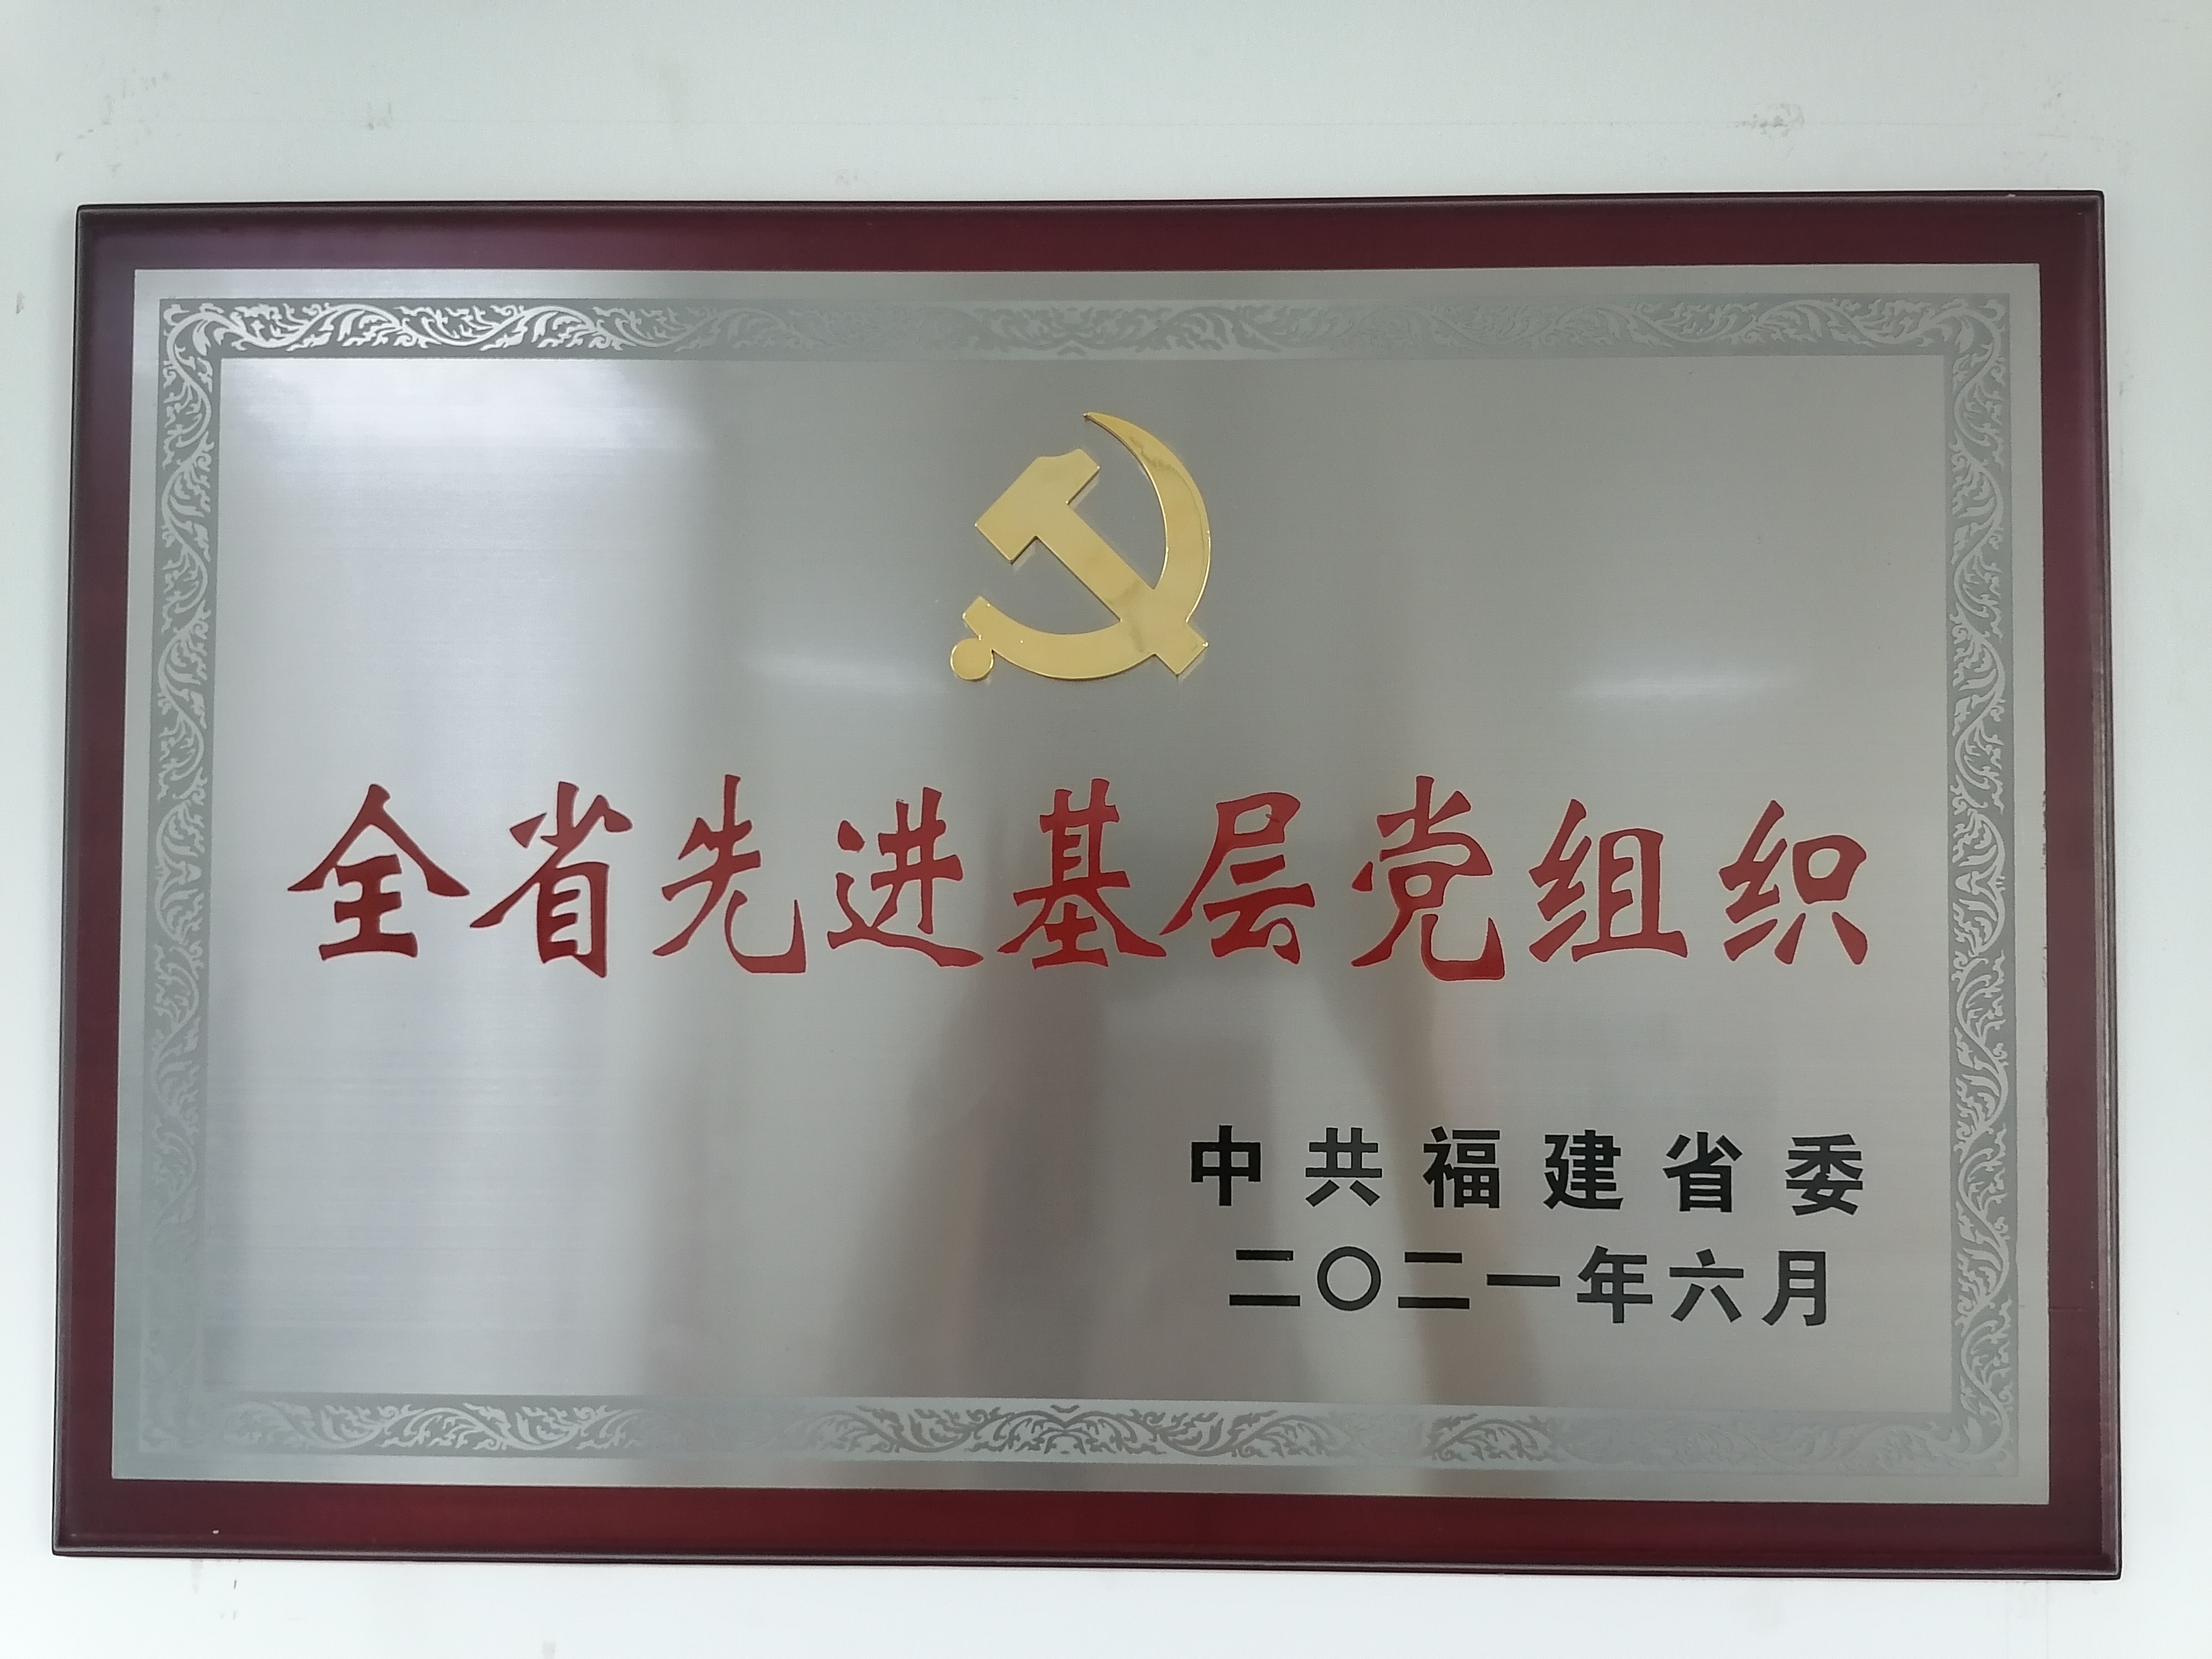 全省先进基层党组织
中共福建省委
二〇二一年六月